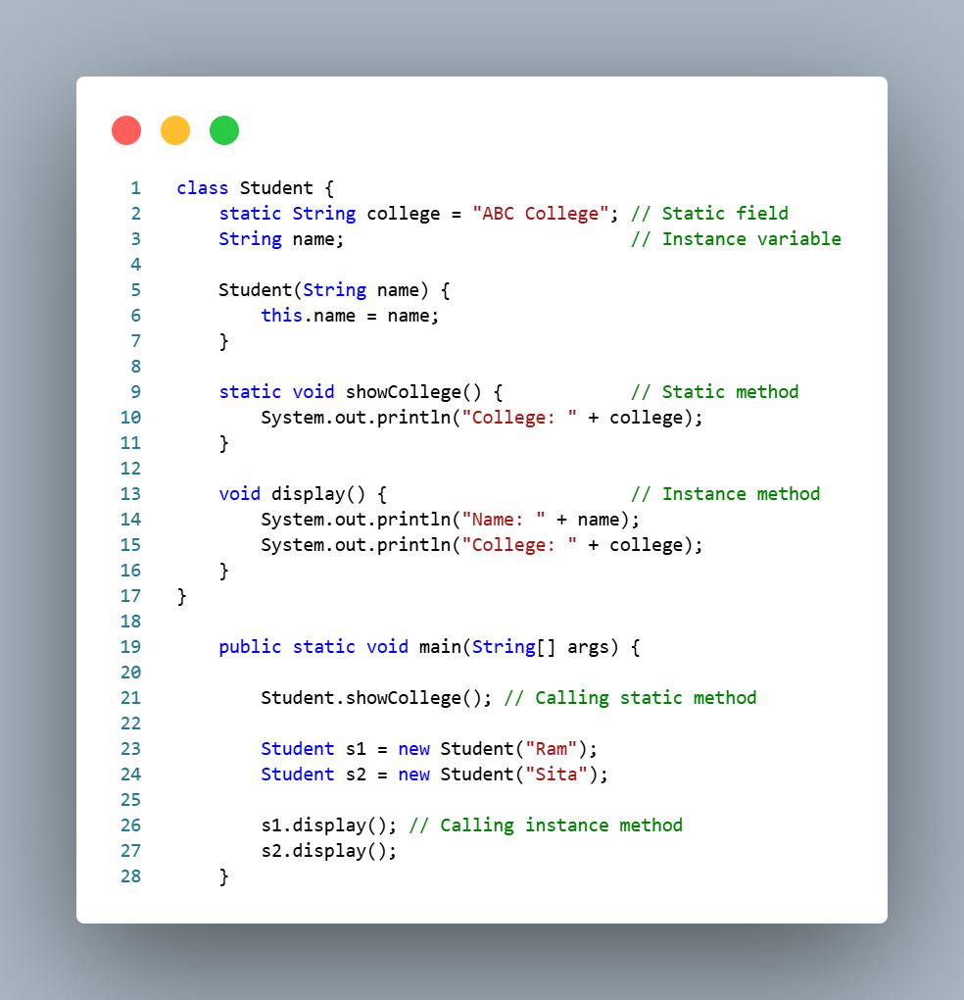 1 class Student {
2     static String college = "ABC College"; // Static field
3     String name;                           // Instance variable
4
5     Student(String name) {
6         this.name = name;
7     }
8
9     static void showCollege() {            // Static method
10         System.out.println("College: " + college);
11     }
12
13     void display() {                       // Instance method
14         System.out.println("Name: " + name);
15         System.out.println("College: " + college);
16     }
17 }
18
19     public static void main(String[] args) {
20
21         Student.showCollege(); // Calling static method
22
23         Student s1 = new Student("Ram");
24         Student s2 = new Student("Sita");
25
26         s1.display(); // Calling instance method
27         s2.display();
28     }